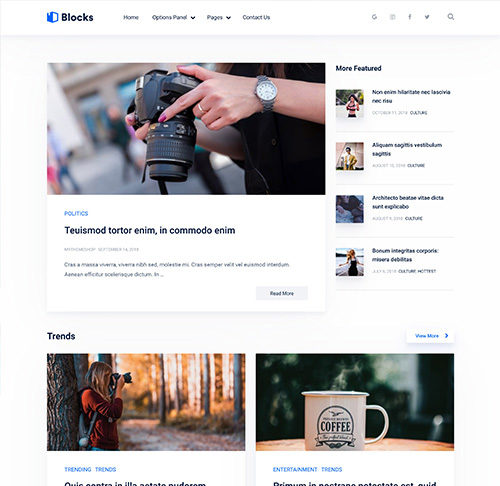 Blocks
Home Options Panel Pages Contact Us
More Featured
Non enim hilaritate nec lascivia
nec risu
OCTOBER 11, 2018 CULTURE
Aliquam sagittis vestibulum
sagittis
AUGUST 10, 2018 CULTURE
Architecto beatae vitae dicta
sunt explicabo
AUGUST 9, 2018 CULTURE
Bonum integritas corporis:
misera debilitas
JULY 6, 2018 CULTURE, HOTTEST
POLITICS
Teuismod tortor enim, in commodo enim
MYTHEMESHOP SEPTEMBER 14, 2018
Cras a massa viverra, viverra nibh sed, molestie mi. Cras semper velit vel euismod interdum.
Aenean efficitur scelerisque dictum. In ...
Read More
Trends
View More
COFFEE
TRENDING TRENDS
Quis contra in illa aetate pudorem
ENTERTAINMENT TRENDS
Primum in nostrane potestate est, quid